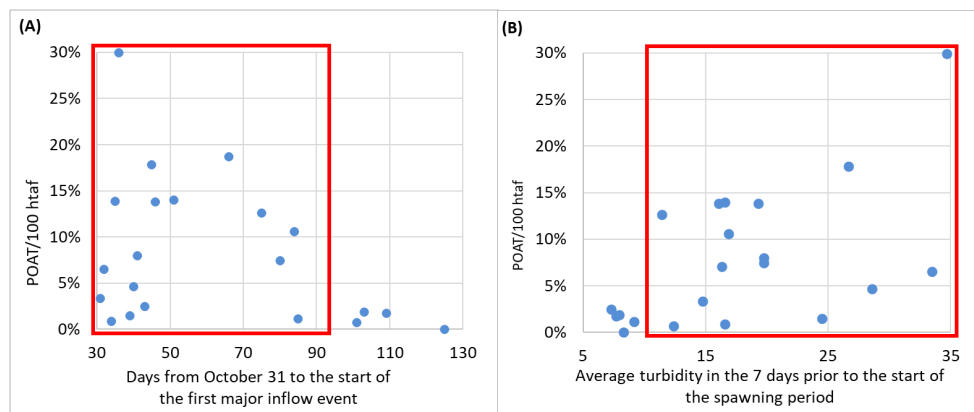 (A)
30%
25%
20%
15%
10%
5%
0%
POAT/100 htaf
30 50 70 90 110 130
Days from October 31 to the start of
the first major inflow event
(B)
30%
25%
20%
15%
10%
5%
0%
POAT/100 htaf
5 15 25 35
Average turbidity in the 7 days prior to the start of
the spawning period